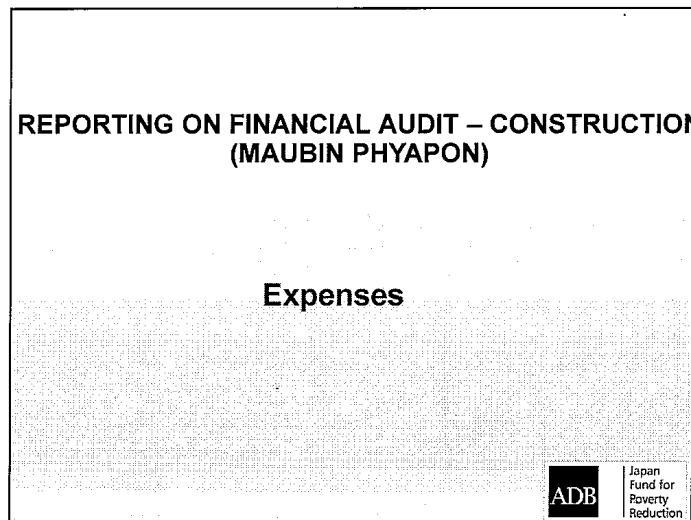 REPORTING ON FINANCIAL AUDIT – CONSTRUCTION
(MAUBIN PHYAPON)
Expenses
ADB
Japan
Fund for
Poverty
Reduction